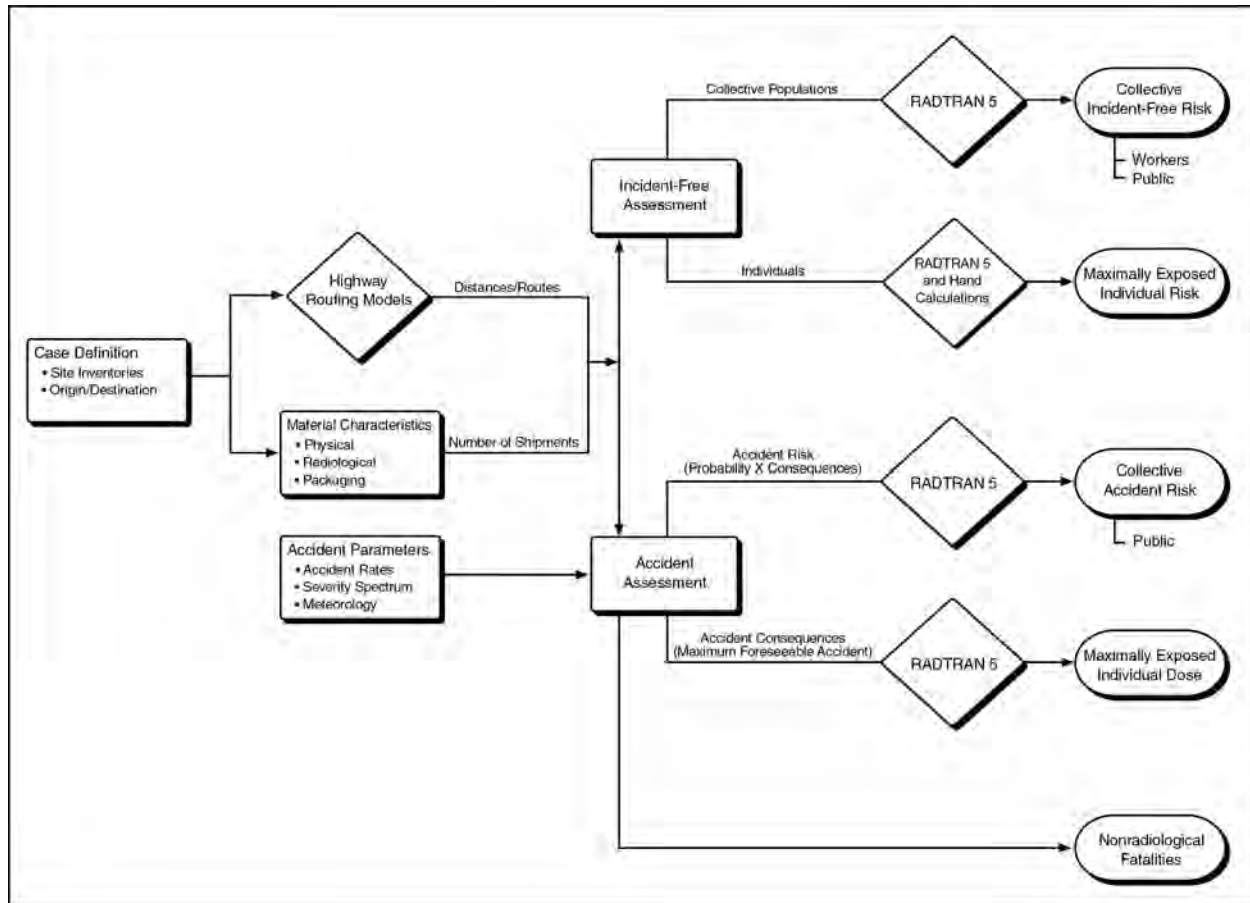 Collective Populations
RADTRAN 5
Collective
Incident-Free Risk
Workers
Public
Incident-Free
Assessment
Individuals
RADTRAN 5
and Hand
Calculations
Maximally Exposed
Individual Risk
Highway
Routing Models
Distances/Routes
Case Definition
• Site Inventories
• Origin/Destination
Material Characteristics
• Physical
• Radiological
• Packaging
Number of Shipments
Accident Risk
(Probability X Consequences)
RADTRAN 5
Collective
Accident Risk
Public
Accident Parameters
• Accident Rates
• Severity Spectrum
• Meteorology
Accident
Assessment
Accident Consequences
(Maximum Foreseeable Accident)
RADTRAN 5
Maximally Exposed
Individual Dose
Nonradiological
Fatalities